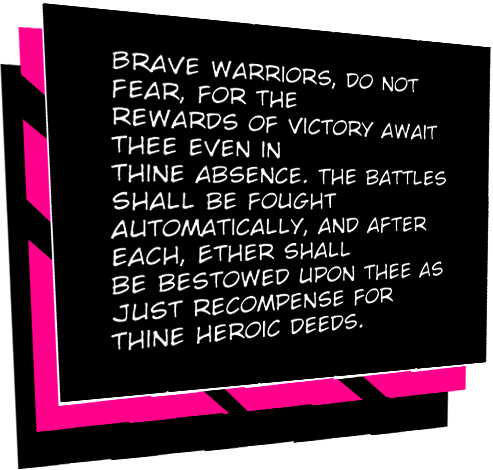 BRAVE WARRIORS, DO NOT
FEAR, FOR THE
REWARDS OF VICTORY AWAIT
THEE EVEN IN
THINE ABSENCE. THE BATTLES
SHALL BE FOUGHT
AUTOMATICALLY, AND AFTER
EACH, ETHER SHALL
BE BESTOWED UPON THEE AS
JUST RECOMPENSE FOR
THINE HEROIC DEEDS.